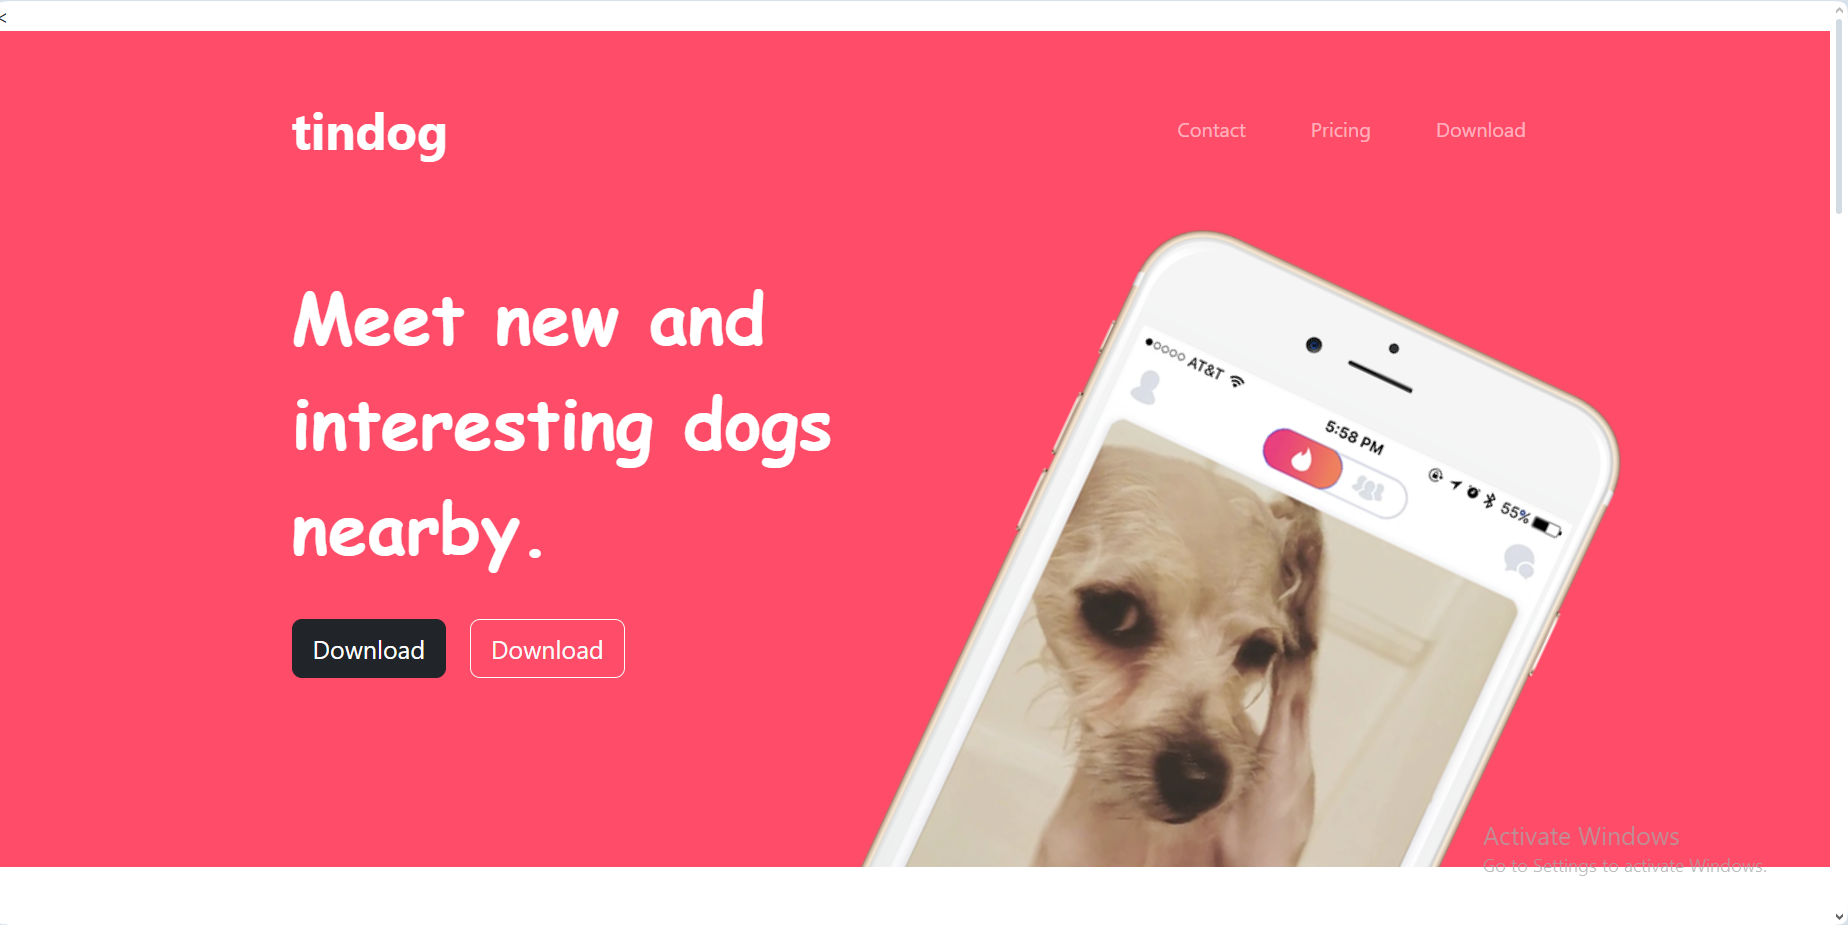 <
tindog
Contact Pricing Download
Meet new and
interesting dogs
nearby.
Download Download
AT&T
5:58 PM
55%
Activate Windows
Go to Settings to activate Windows.